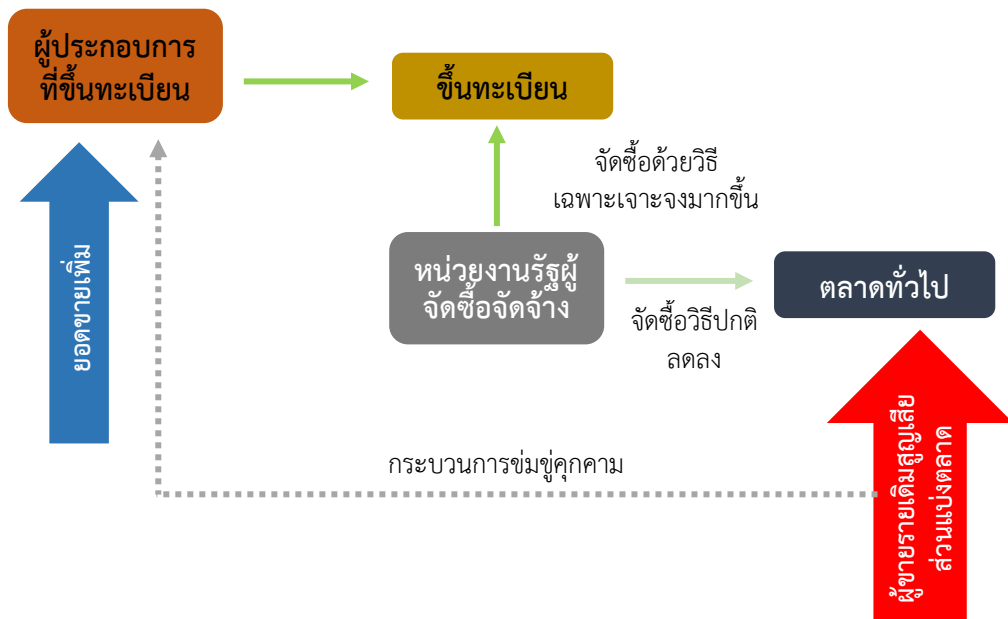 ผู้ประกอบการ
ที่ขึ้นทะเบียน
ขึ้นทะเบียน
จัดซื้อด้วยวิธี
เฉพาะเจาะจงมากขึ้น
หน่วยงานรัฐผู้
จัดซื้อจัดจ้าง
ตลาดทั่วไป
จัดซื้อวิธีปกติ
ลดลง
ยอดขายเพิ่ม
กระบวนการข่มขู่คุกคาม
ผู้ขายรายเดิมสูญเสีย
ส่วนแบ่งตลาด